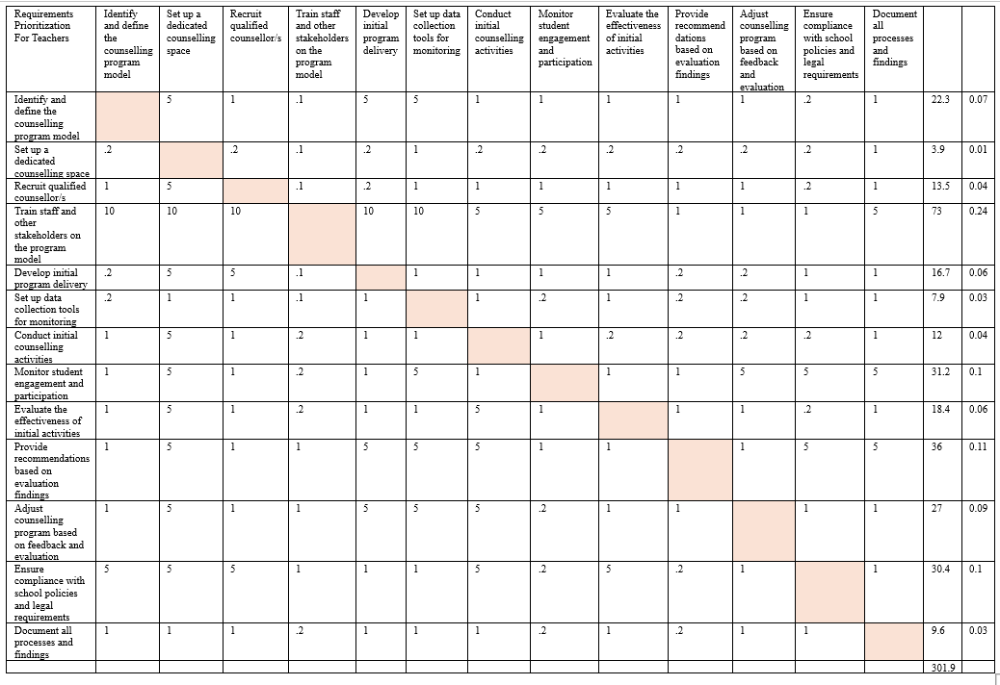 Requirements Prioritization For Teachers | Identify and define the counselling program model | Set up a dedicated counselling space | Recruit qualified counsellor/s | Train staff and other stakeholders on the program model | Develop initial program delivery | Set up data collection tools for monitoring | Conduct initial counselling activities | Monitor student engagement and participation | Evaluate the effectiveness of initial activities | Provide recommend dations based on evaluation findings | Adjust counselling program based on feedback and evaluation | Ensure compliance with school policies and legal requirements | Document all processes and findings
Identify and define the counselling program model | 5 | 1 | .1 | 5 | 5 | 1 | 1 | 1 | 1 | 1 | .2 | 1 | 22.3 | 0.07
Set up a dedicated counselling space | .2 | .2 | .1 | .2 | 1 | .2 | .2 | .2 | .2 | .2 | .2 | 1 | 3.9 | 0.01
Recruit qualified counsellor/s | 1 | 5 | .1 | .2 | 1 | 1 | 1 | 1 | 1 | 1 | .2 | 1 | 13.5 | 0.04
Train staff and other stakeholders on the program model | 10 | 10 | 10 | 10 | 10 | 5 | 5 | 5 | 1 | 1 | 1 | 5 | 73 | 0.24
Develop initial program delivery | .2 | 5 | 5 | .1 | 1 | 1 | 1 | 1 | .2 | .2 | 1 | 1 | 16.7 | 0.06
Set up data collection tools for monitoring | .2 | 1 | 1 | .1 | 1 | 1 | .2 | 1 | .2 | .2 | 1 | 1 | 7.9 | 0.03
Conduct initial counselling activities | 1 | 5 | 1 | .2 | 1 | 1 | 1 | .2 | .2 | .2 | .2 | 1 | 12 | 0.04
Monitor student engagement and participation | 1 | 5 | 1 | .2 | 1 | 5 | 1 | 1 | 1 | 5 | 5 | 5 | 31.2 | 0.1
Evaluate the effectiveness of initial activities | 1 | 5 | 1 | .2 | 1 | 1 | 5 | 1 | 1 | 1 | .2 | 1 | 18.4 | 0.06
Provide recommendations based on evaluation findings | 1 | 5 | 1 | 1 | 5 | 5 | 5 | 1 | 1 | 1 | 5 | 5 | 36 | 0.11
Adjust counselling program based on feedback and evaluation | 1 | 5 | 1 | 1 | 5 | 5 | 5 | .2 | 1 | 1 | 1 | 1 | 27 | 0.09
Ensure compliance with school policies and legal requirements | 5 | 5 | 5 | 1 | 1 | 1 | 5 | .2 | 5 | .2 | 1 | 1 | 30.4 | 0.1
Document all processes and findings | 1 | 1 | 1 | .2 | 1 | 1 | 1 | .2 | 1 | .2 | 1 | 1 | 9.6 | 0.03
301.9